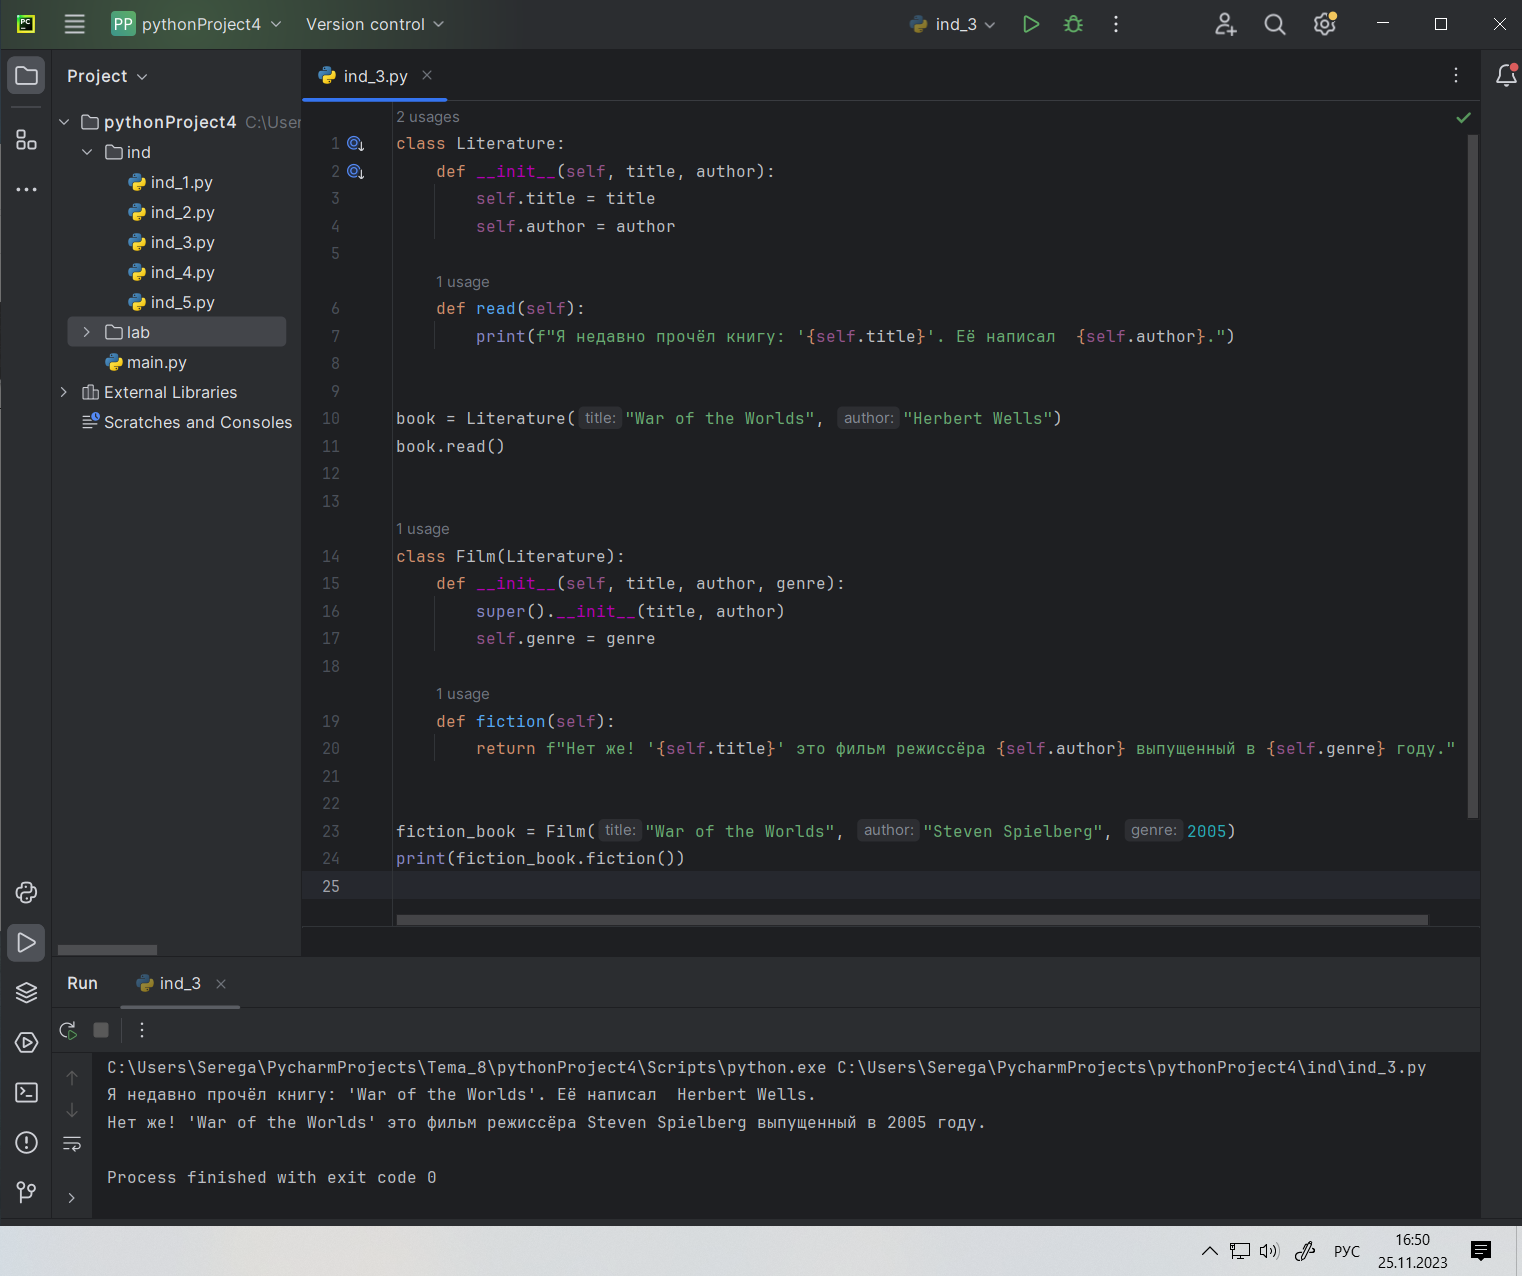 PC
PP pythonProject4 Version control ind_3
Project
ind_3.py
pythonProject4 C:\User
ind
ind_1.py
ind_2.py
ind_3.py
ind_4.py
ind_5.py
lab
main.py
External Libraries
Scratches and Consoles
2 usages
1 class Literature:
2 def __init__(self, title, author):
3 self.title = title
4 self.author = author
5
1 usage
6 def read(self):
7 print(f"Я недавно прочёл книгу: '{self.title}'. Её написал  {self.author}.")
8
9
10 book = Literature( title: "War of the Worlds", author: "Herbert Wells")
11 book.read()
12
13
1 usage
14 class Film(Literature):
15 def __init__(self, title, author, genre):
16 super().__init__(title, author)
17 self.genre = genre
18
1 usage
19 def fiction(self):
20 return f"Нет же! '{self.title}' это фильм режиссёра {self.author} выпущенный в {self.genre} году."
21
22
23 fiction_book = Film( title: "War of the Worlds", author: "Steven Spielberg", genre: 2005)
24 print(fiction_book.fiction())
25
Run ind_3
C:\Users\Serega\PycharmProjects\Tema_8\pythonProject4\Scripts\python.exe C:\Users\Serega\PycharmProjects\pythonProject4\ind\ind_3.py
Я недавно прочёл книгу: 'War of the Worlds'. Её написал  Herbert Wells.
Нет же! 'War of the Worlds' это фильм режиссёра Steven Spielberg выпущенный в 2005 году.
Process finished with exit code 0
РУС
16:50
25.11.2023